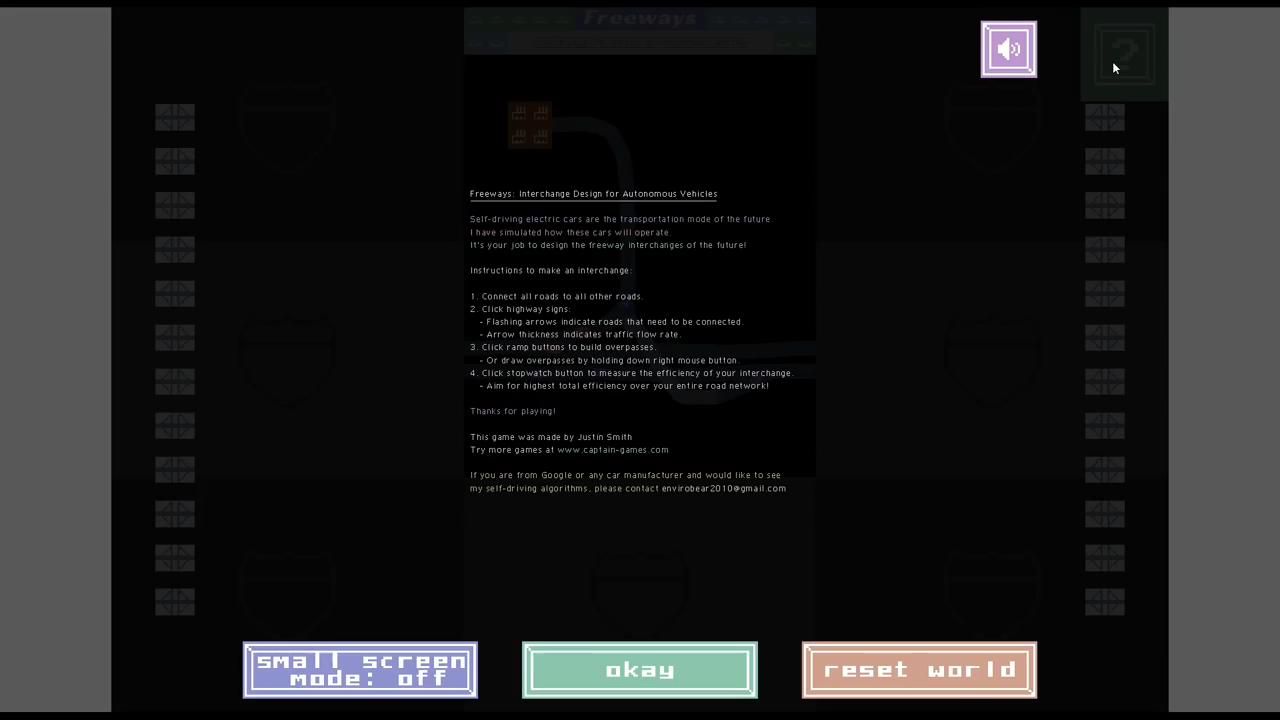 Freeways
?
Freeways: Interchange Design for Autonomous Vehicles
Self-driving electric cars are the transportation mode of the future.
I have simulated how these cars will operate.
It's your job to design the freeway interchanges of the future!
Instructions to make an interchange:
1. Connect all roads to all other roads.
2. Click highway signs:
- Flashing arrows indicate roads that need to be connected.
- Arrow thickness indicates traffic flow rate.
3. Click ramp buttons to build overpasses.
- Or draw overpasses by holding down right mouse button.
4. Click stopwatch button to measure the efficiency of your interchange.
- Aim for highest total efficiency over your entire road network!
Thanks for playing!
This game was made by Justin Smith
Try more games at www.captain-games.com
If you are from Google or any car manufacturer and would like to see
my self-driving algorithms, please contact envirobear2010@gmail.com
small screen
mode: off
okay
reset world